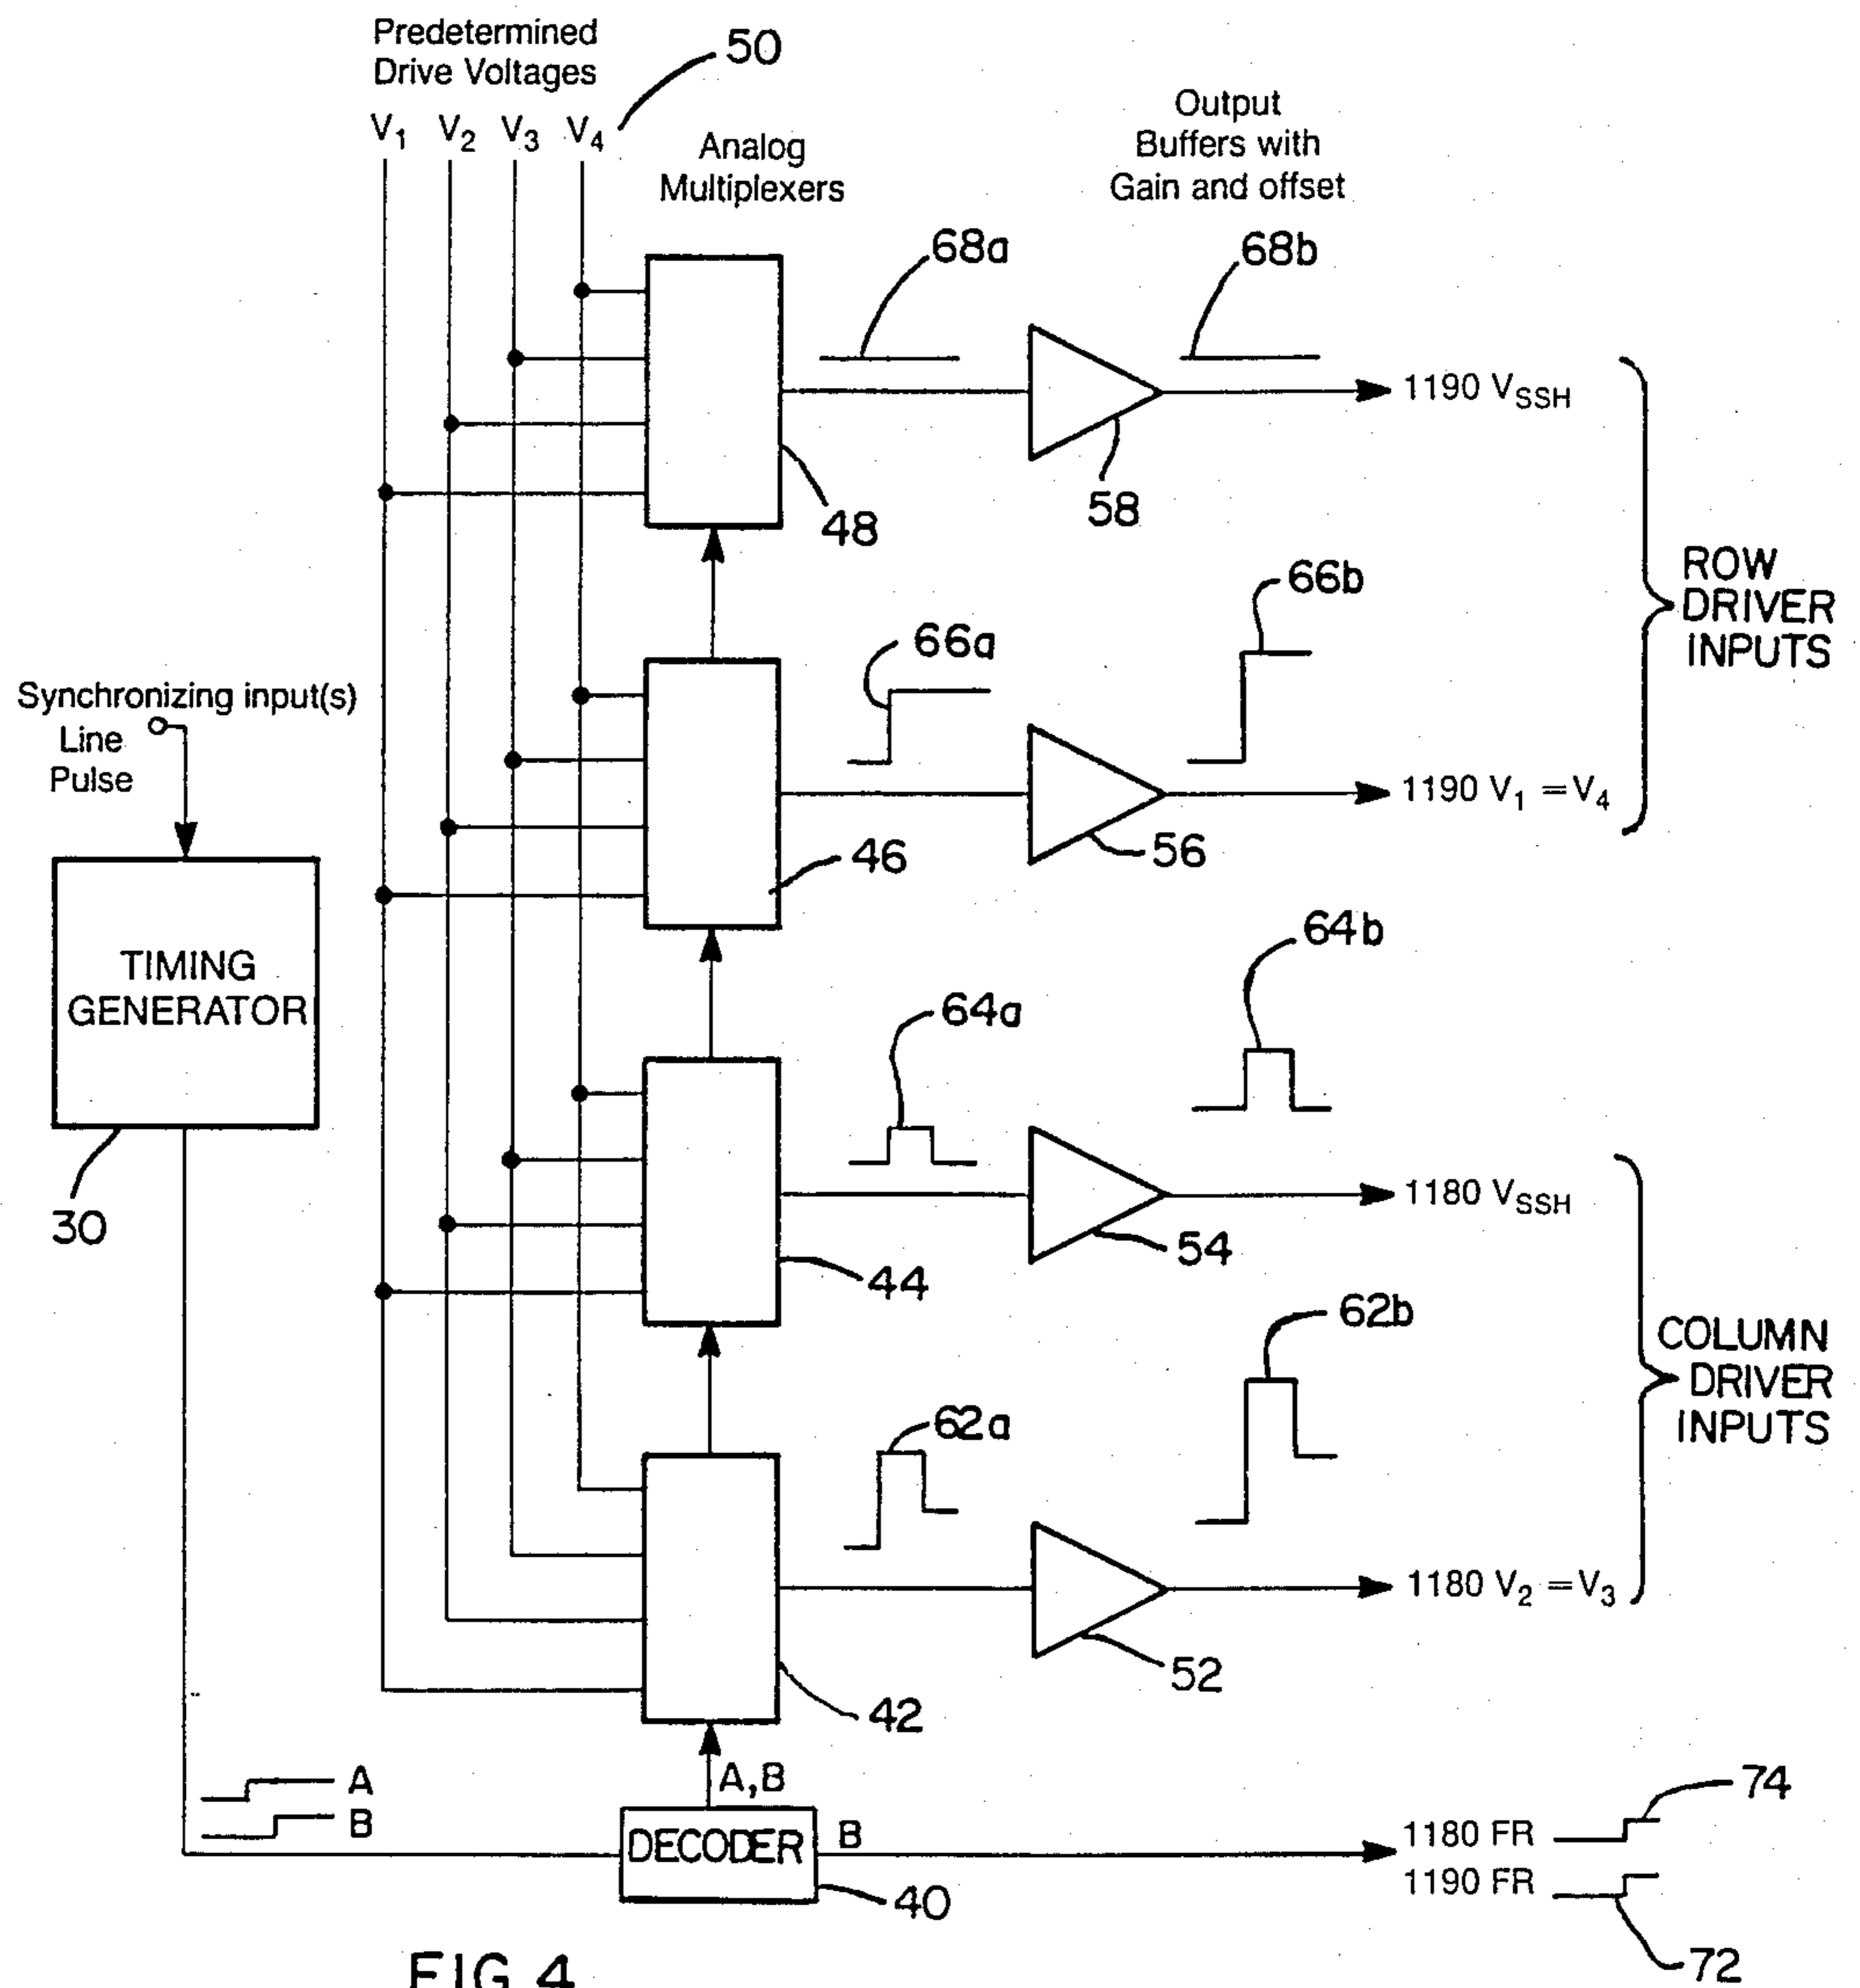 Predetermined
Drive Voltages
50
V1 V2 V3 V4
Analog
Multiplexers
Output
Buffers with
Gain and offset
68a
68b
1190 VSSH
48
58
ROW
DRIVER
INPUTS
66a
66b
Synchronizing input(s)
Line
Pulse
1190 V1 = V4
46
56
TIMING
GENERATOR
30
64a
64b
1180 VSSH
44
54
COLUMN
DRIVER
INPUTS
62a
62b
1180 V2 = V3
42
52
A
B
A,B
DECODER
B
40
1180 FR
74
1190 FR
72
FIG 4